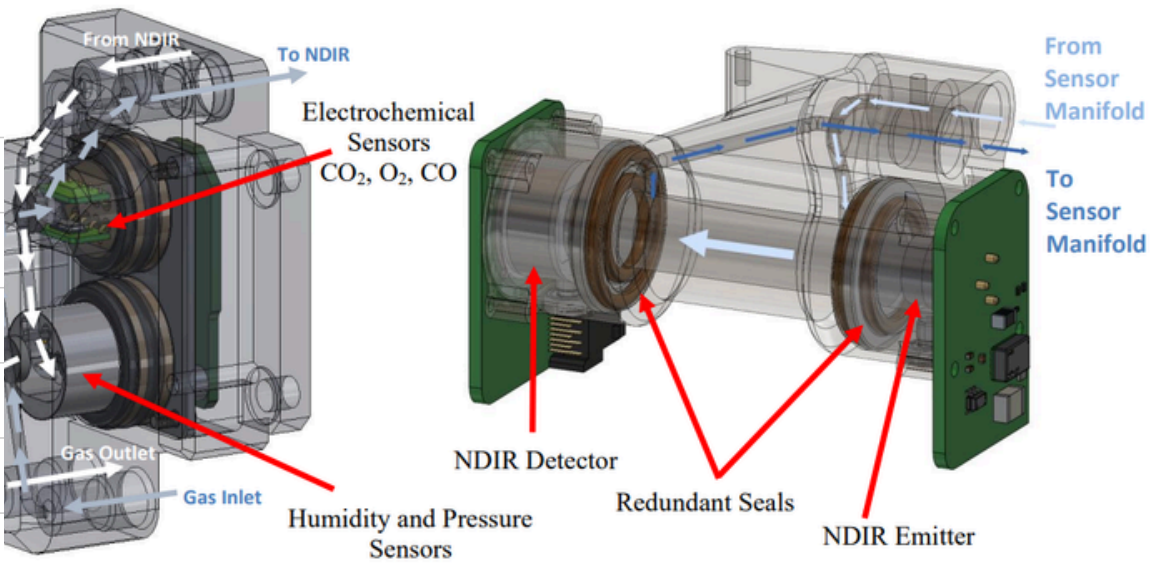 From NDIR
To NDIR
Electrochemical
Sensors
CO₂, O₂, CO
Gas Outlet
Gas Inlet
Humidity and Pressure
Sensors
From
Sensor
Manifold
To
Sensor
Manifold
NDIR Detector
Redundant Seals
NDIR Emitter